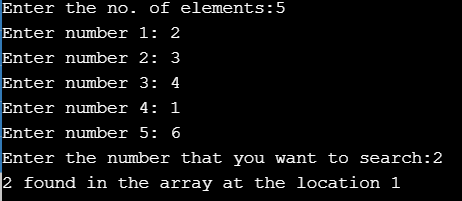 Enter the no. of elements:5
Enter number 1: 2
Enter number 2: 3
Enter number 3: 4
Enter number 4: 1
Enter number 5: 6
Enter the number that you want to search:2
2 found in the array at the location 1